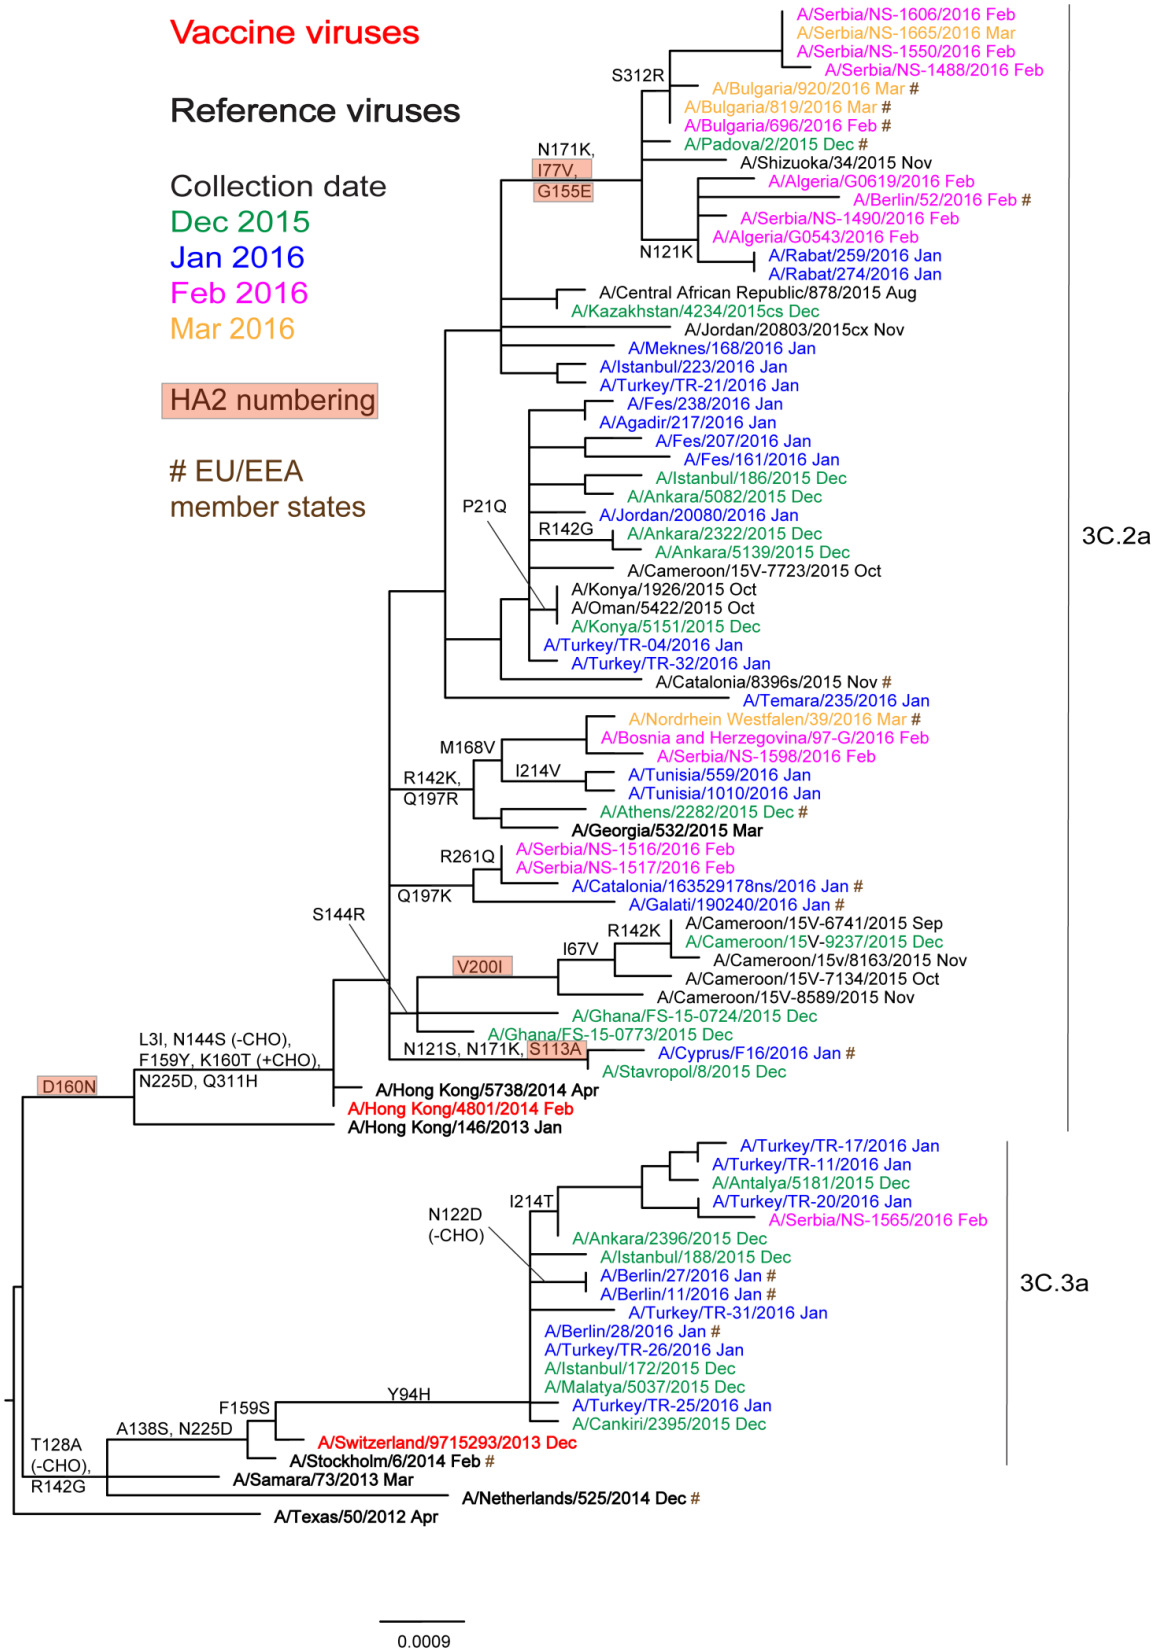 Vaccine viruses
Reference viruses
Collection date
Dec 2015
Jan 2016
Feb 2016
Mar 2016
HA2 numbering
# EU/EEA
member states
A/Serbia/NS-1606/2016 Feb
A/Serbia/NS-1665/2016 Mar
A/Serbia/NS-1550/2016 Feb
A/Serbia/NS-1488/2016 Feb
S312R
A/Bulgaria/920/2016 Mar #
A/Bulgaria/819/2016 Mar #
A/Bulgaria/696/2016 Feb #
A/Padova/2/2015 Dec #
N171K,
I77V,
G155E
A/Shizuoka/34/2015 Nov
A/Algeria/G0619/2016 Feb
A/Berlin/52/2016 Feb #
A/Serbia/NS-1490/2016 Feb
A/Algeria/G0543/2016 Feb
N121K
A/Rabat/259/2016 Jan
A/Rabat/274/2016 Jan
A/Central African Republic/878/2015 Aug
A/Kazakhstan/4234/2015cs Dec
A/Jordan/20803/2015cx Nov
A/Meknes/168/2016 Jan
A/Istanbul/223/2016 Jan
A/Turkey/TR-21/2016 Jan
A/Fes/238/2016 Jan
A/Agadir/217/2016 Jan
A/Fes/207/2016 Jan
A/Fes/161/2016 Jan
A/Istanbul/186/2015 Dec
A/Ankara/5082/2015 Dec
P21Q
A/Jordan/20080/2016 Jan
R142G
A/Ankara/2322/2015 Dec
A/Ankara/5139/2015 Dec
3C.2a
A/Cameroon/15V-7723/2015 Oct
A/Konya/1926/2015 Oct
A/Oman/5422/2015 Oct
A/Konya/5151/2015 Dec
A/Turkey/TR-04/2016 Jan
A/Turkey/TR-32/2016 Jan
A/Catalonia/8396s/2015 Nov #
A/Temara/235/2016 Jan
A/Nordrhein Westfalen/39/2016 Mar #
A/Bosnia and Herzegovina/97-G/2016 Feb
M168V
A/Serbia/NS-1598/2016 Feb
I214V
A/Tunisia/559/2016 Jan
R142K,
Q197R
A/Tunisia/1010/2016 Jan
A/Athens/2282/2015 Dec #
A/Georgia/532/2015 Mar
A/Serbia/NS-1516/2016 Feb
R261Q
A/Serbia/NS-1517/2016 Feb
A/Catalonia/163529178ns/2016 Jan #
Q197K
A/Galati/190240/2016 Jan #
S144R
A/Cameroon/15V-6741/2015 Sep
R142K
A/Cameroon/15V-9237/2015 Dec
I67V
A/Cameroon/15v/8163/2015 Nov
V200I
A/Cameroon/15V-7134/2015 Oct
A/Cameroon/15V-8589/2015 Nov
A/Ghana/FS-15-0724/2015 Dec
A/Ghana/FS-15-0773/2015 Dec
L3I, N144S (-CHO),
F159Y, K160T (+CHO),
N225D, Q311H
N121S, N171K, S113A
A/Cyprus/F16/2016 Jan #
A/Stavropol/8/2015 Dec
D160N
A/Hong Kong/5738/2014 Apr
A/Hong Kong/4801/2014 Feb
A/Hong Kong/146/2013 Jan
A/Turkey/TR-17/2016 Jan
A/Turkey/TR-11/2016 Jan
A/Antalya/5181/2015 Dec
I214T
A/Turkey/TR-20/2016 Jan
A/Serbia/NS-1565/2016 Feb
N122D
(-CHO)
A/Ankara/2396/2015 Dec
A/Istanbul/188/2015 Dec
A/Berlin/27/2016 Jan #
3C.3a
A/Berlin/11/2016 Jan #
A/Turkey/TR-31/2016 Jan
A/Berlin/28/2016 Jan #
A/Turkey/TR-26/2016 Jan
A/Istanbul/172/2015 Dec
A/Malatya/5037/2015 Dec
Y94H
A/Turkey/TR-25/2016 Jan
F159S
A/Cankiri/2395/2015 Dec
A138S, N225D
A/Switzerland/9715293/2013 Dec
T128A
(-CHO),
R142G
A/Stockholm/6/2014 Feb #
A/Samara/73/2013 Mar
A/Netherlands/525/2014 Dec #
A/Texas/50/2012 Apr
0.0009